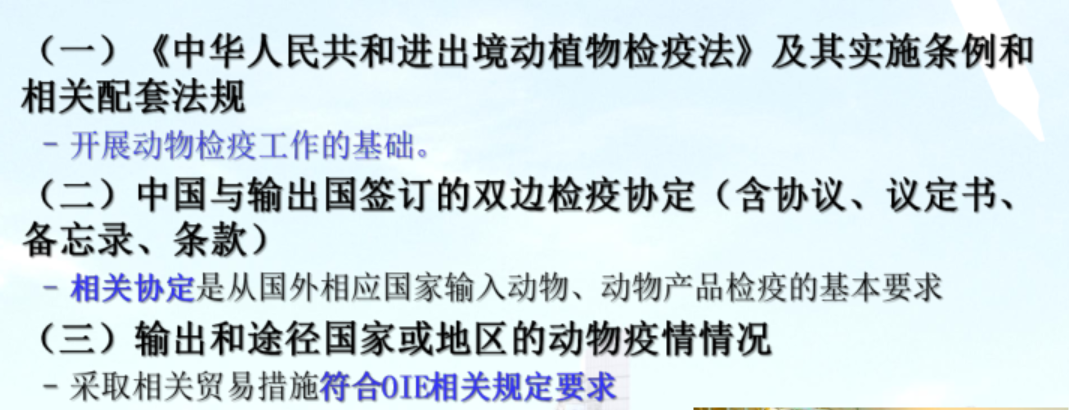 （一）《中华人民共和进出境动植物检疫法》及其实施条例和
相关配套法规
– 开展动物检疫工作的基础。
（二）中国与输出国签订的双边检疫协定（含协议、议定书、
备忘录、条款）
– 相关协定是从国外相应国家输入动物、动物产品检疫的基本要求
（三）输出和途径国家或地区的动物疫情情况
– 采取相关贸易措施符合OIE相关规定要求